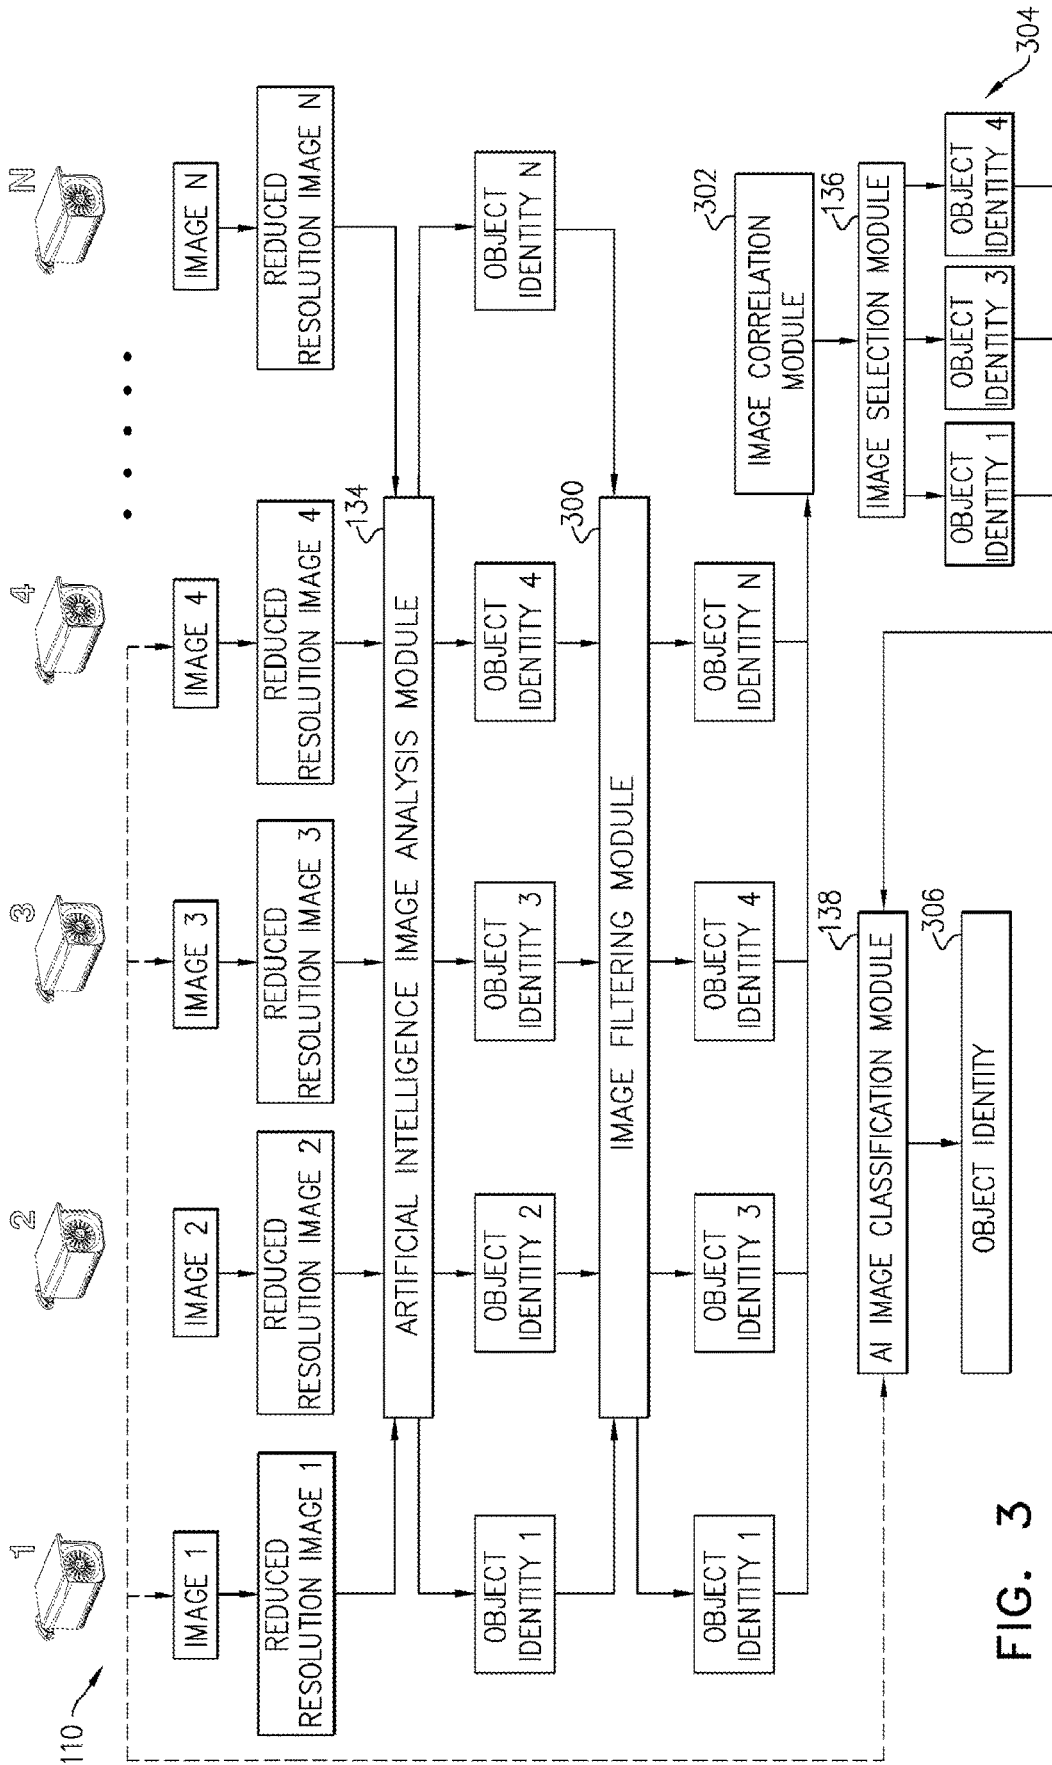 110
1
2
3
4
N
IMAGE 1
IMAGE 2
IMAGE 3
IMAGE 4
IMAGE N
REDUCED
RESOLUTION IMAGE 1
REDUCED
RESOLUTION IMAGE 2
REDUCED
RESOLUTION IMAGE 3
REDUCED
RESOLUTION IMAGE 4
REDUCED
RESOLUTION IMAGE N
134
ARTIFICIAL INTELLIGENCE IMAGE ANALYSIS MODULE
OBJECT
IDENTITY 1
OBJECT
IDENTITY 2
OBJECT
IDENTITY 3
OBJECT
IDENTITY 4
OBJECT
IDENTITY N
300
IMAGE FILTERING MODULE
OBJECT
IDENTITY 1
OBJECT
IDENTITY 3
OBJECT
IDENTITY 4
OBJECT
IDENTITY N
302
IMAGE CORRELATION
MODULE
138
AI IMAGE CLASSIFICATION MODULE
136
IMAGE SELECTION MODULE
306
OBJECT IDENTITY
OBJECT
IDENTITY 1
OBJECT
IDENTITY 3
OBJECT
IDENTITY 4
304
FIG. 3